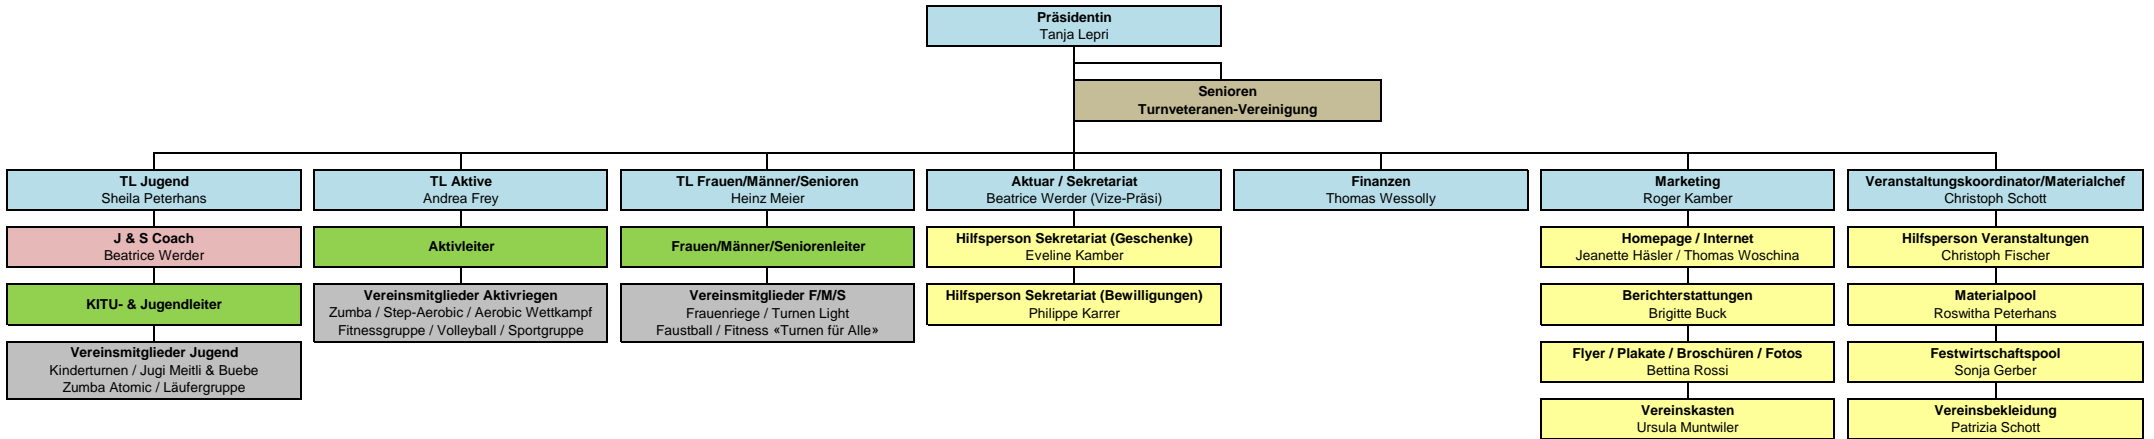 Präsidentin
Tanja Lepri
Senioren
Turnveteranen-Vereinigung
TL Jugend
Sheila Peterhans
J & S Coach
Beatrice Werder
KITU- & Jugendleiter
Vereinsmitglieder Jugend
Kinderturnen / Jugi Meitli & Buebe
Zumba Atomic / Läufergruppe
TL Aktive
Andrea Frey
Aktivleiter
Vereinsmitglieder Aktivriegen
Zumba / Step-Aerobic / Aerobic Wettkampf
Fitnessgruppe / Volleyball / Sportgruppe
TL Frauen/Männer/Senioren
Heinz Meier
Frauen/Männer/Seniorenleiter
Vereinsmitglieder F/M/S
Frauenriege / Turnen Light
Faustball / Fitness «Turnen für Alle»
Aktuar / Sekretariat
Beatrice Werder (Vize-Präsi)
Hilfsperson Sekretariat (Geschenke)
Eveline Kamber
Hilfsperson Sekretariat (Bewilligungen)
Philippe Karrer
Finanzen
Thomas Wessolly
Marketing
Roger Kamber
Homepage / Internet
Jeanette Häsler / Thomas Woschina
Berichterstattungen
Brigitte Buck
Flyer / Plakate / Broschüren / Fotos
Bettina Rossi
Vereinskasten
Ursula Muntwiler
Veranstaltungskoordinator/Materialchef
Christoph Schott
Hilfsperson Veranstaltungen
Christoph Fischer
Materialpool
Roswitha Peterhans
Festwirtschaftspool
Sonja Gerber
Vereinsbekleidung
Patrizia Schott